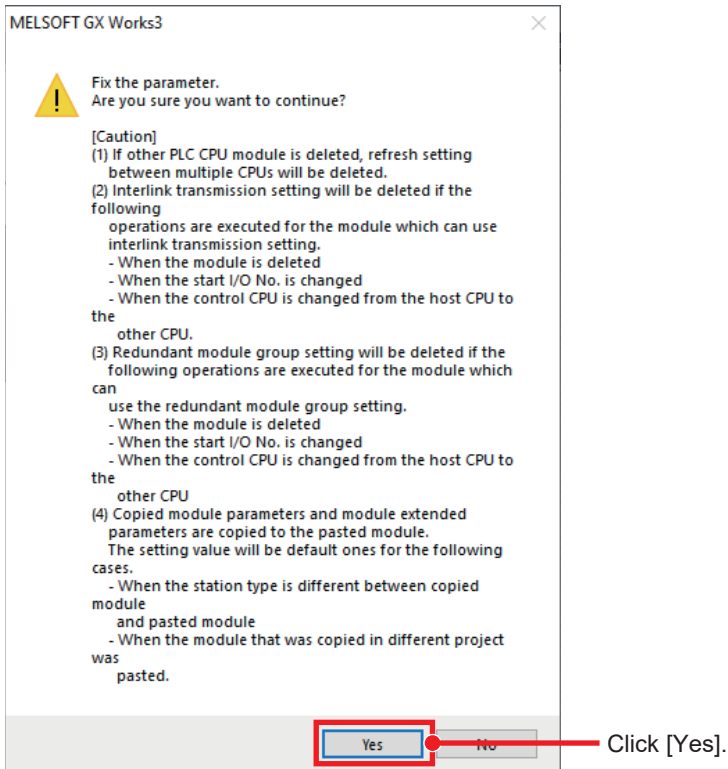 MELSOFT GX Works3
Fix the parameter.
Are you sure you want to continue?
[Caution]
(1) If other PLC CPU module is deleted, refresh setting
between multiple CPUs will be deleted.
(2) Interlink transmission setting will be deleted if the
following
operations are executed for the module which can use
interlink transmission setting.
- When the module is deleted
- When the start I/O No. is changed
- When the control CPU is changed from the host CPU to
the
other CPU.
(3) Redundant module group setting will be deleted if the
following operations are executed for the module which
can
use the redundant module group setting.
- When the module is deleted
- When the start I/O No. is changed
- When the control CPU is changed from the host CPU to
the
other CPU
(4) Copied module parameters and module extended
parameters are copied to the pasted module.
The setting value will be default ones for the following
cases.
- When the station type is different between copied
module
and pasted module
- When the module that was copied in different project
was
pasted.
Yes
No
Click [Yes].